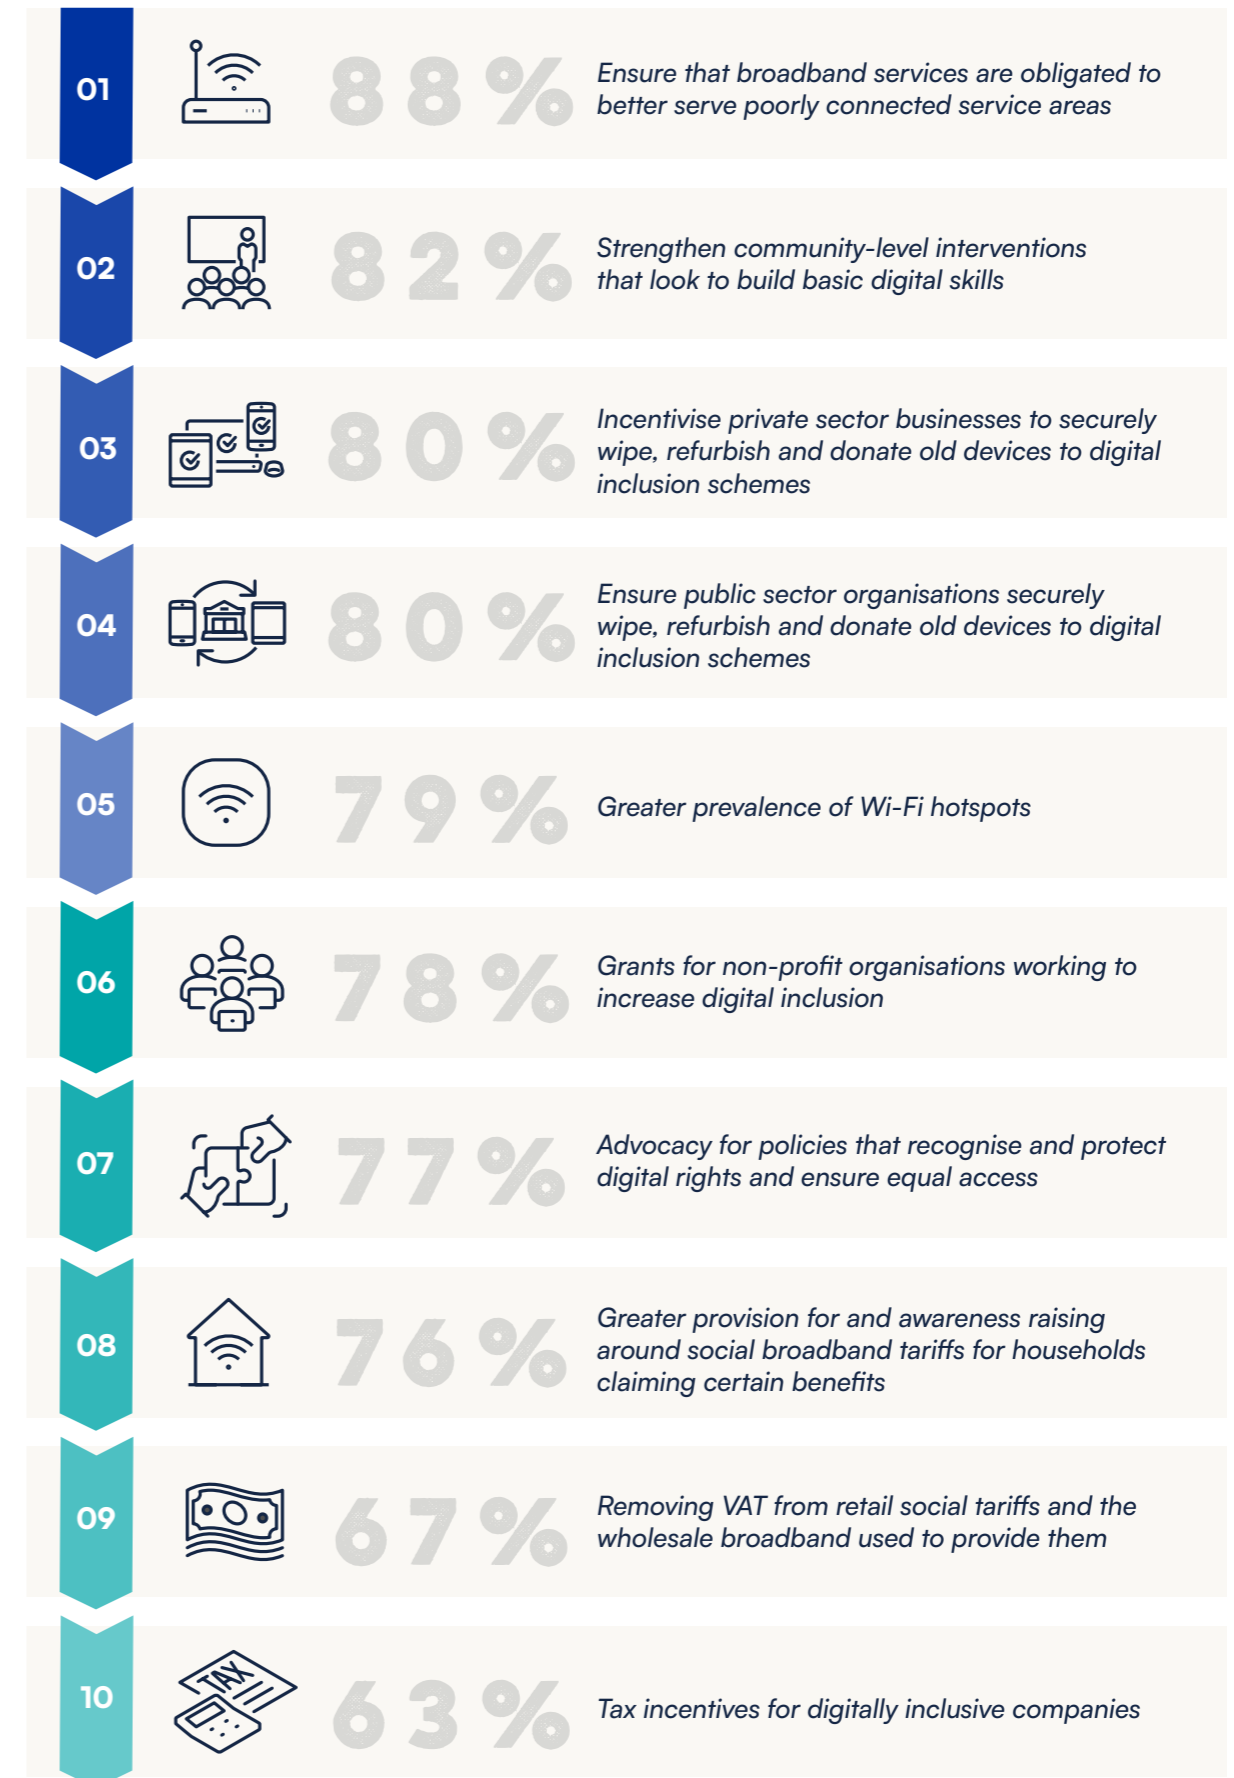 01
88%
Ensure that broadband services are obligated to
better serve poorly connected service areas
02
82%
Strengthen community-level interventions
that look to build basic digital skills
03
80%
Incentivise private sector businesses to securely
wipe, refurbish and donate old devices to digital
inclusion schemes
04
80%
Ensure public sector organisations securely
wipe, refurbish and donate old devices to digital
inclusion schemes
05
79%
Greater prevalence of Wi-Fi hotspots
06
78%
Grants for non-profit organisations working to
increase digital inclusion
07
77%
Advocacy for policies that recognise and protect
digital rights and ensure equal access
08
76%
Greater provision for and awareness raising
around social broadband tariffs for households
claiming certain benefits
09
67%
Removing VAT from retail social tariffs and the
wholesale broadband used to provide them
10
TAX
63%
Tax incentives for digitally inclusive companies